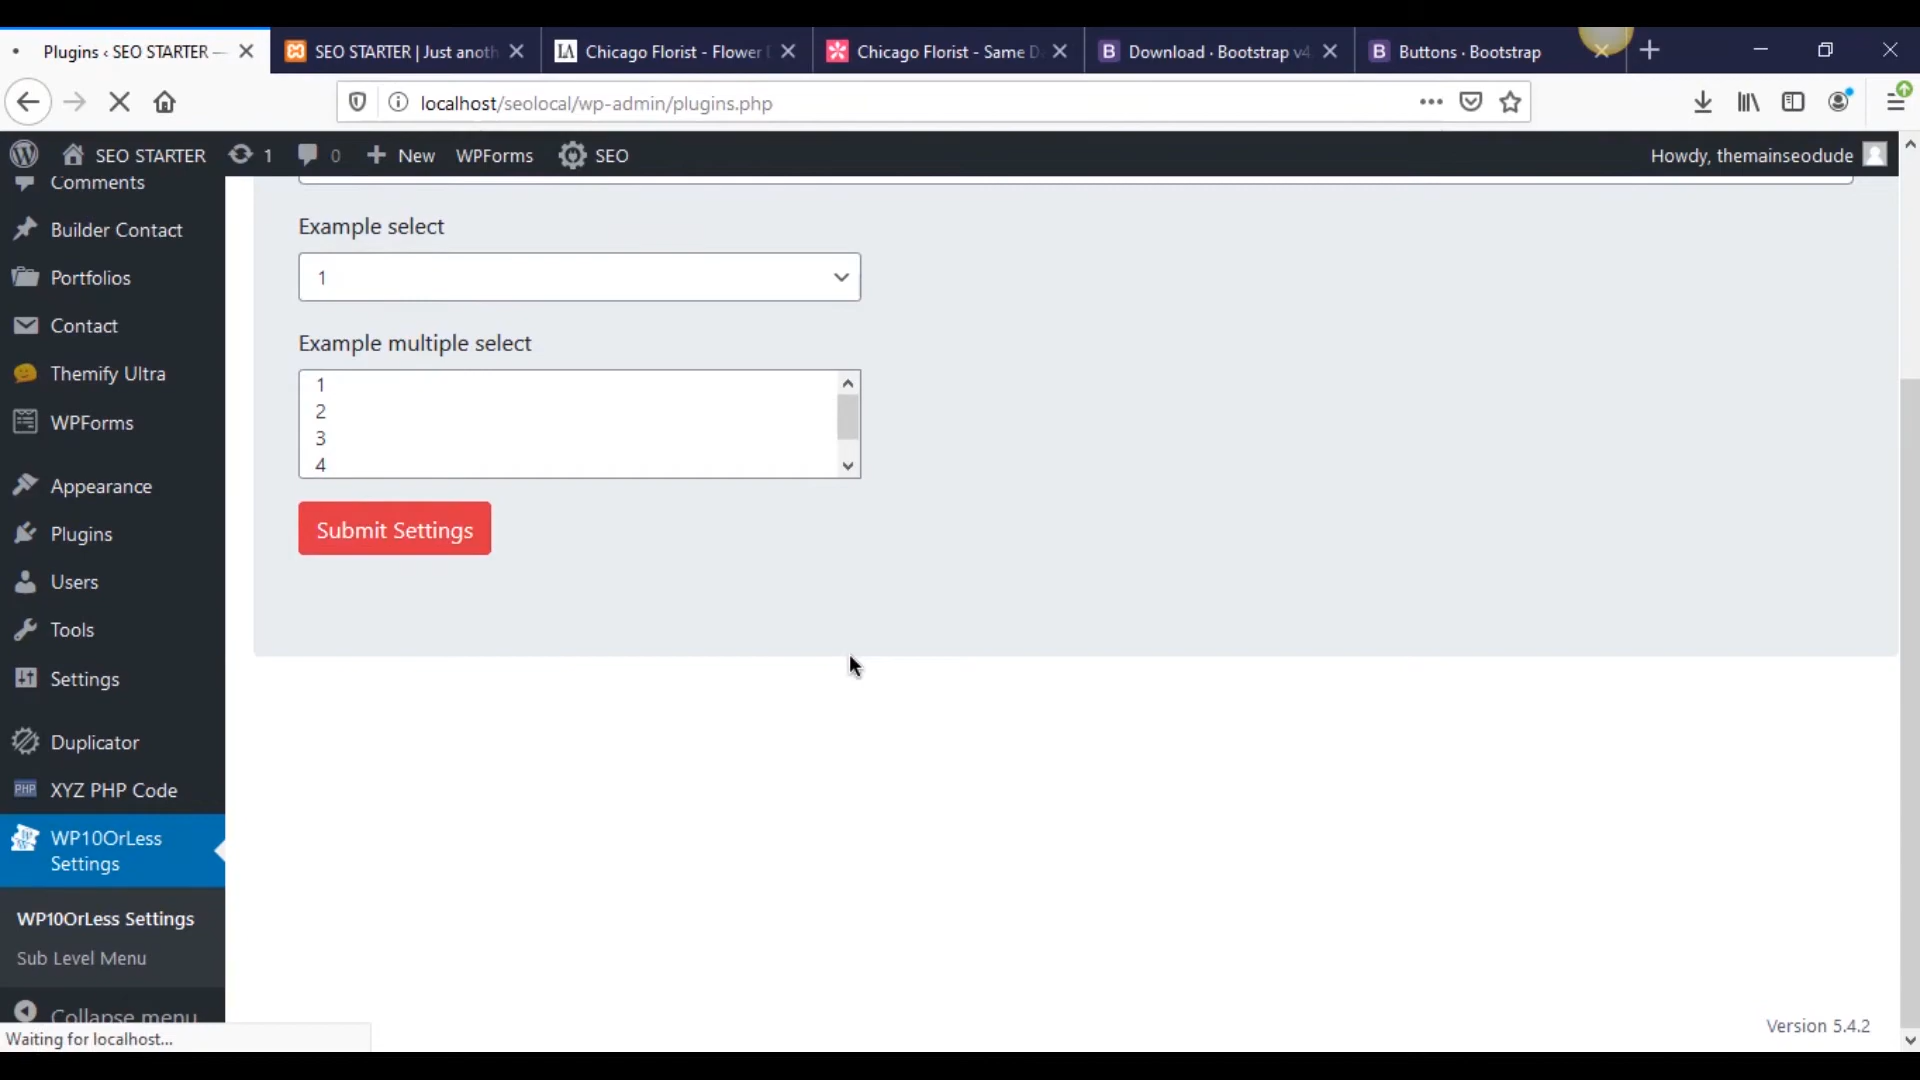 Plugins ‹ SEO STARTER —
SEO STARTER | Just anoth
Chicago Florist - Flower
Chicago Florist - Same D
Download · Bootstrap v4
Buttons · Bootstrap
localhost/seolocal/wp-admin/plugins.php
SEO STARTER
1
0
New
WPForms
SEO
Howdy, themainseodude
Comments
Builder Contact
Portfolios
Contact
Themify Ultra
WPForms
Appearance
Plugins
Users
Tools
Settings
Duplicator
PHP
XYZ PHP Code
WP10OrLess
Settings
WP10OrLess Settings
Sub Level Menu
Collapse menu
Waiting for localhost...
Example select
1
Example multiple select
1
2
3
4
Submit Settings
Version 5.4.2